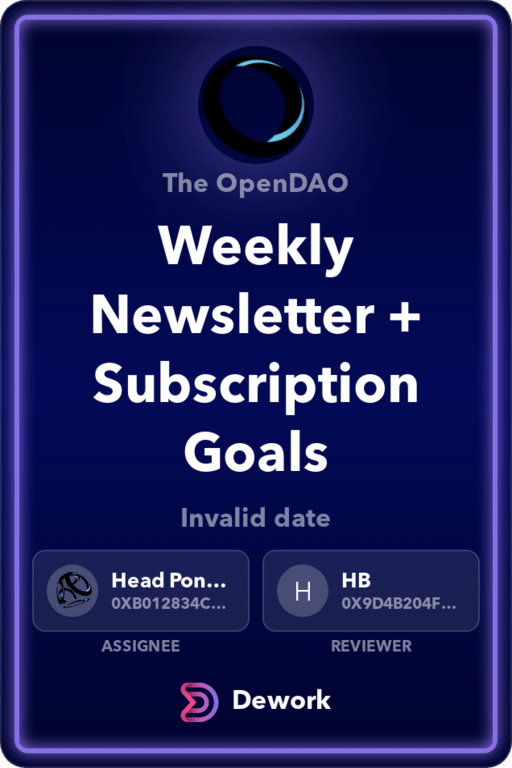 The OpenDAO
Weekly
Newsletter +
Subscription
Goals
Invalid date
Head Pon...
0XB012834C...
H
HB
0X9D4B204F...
ASSIGNEE
REVIEWER
Dework